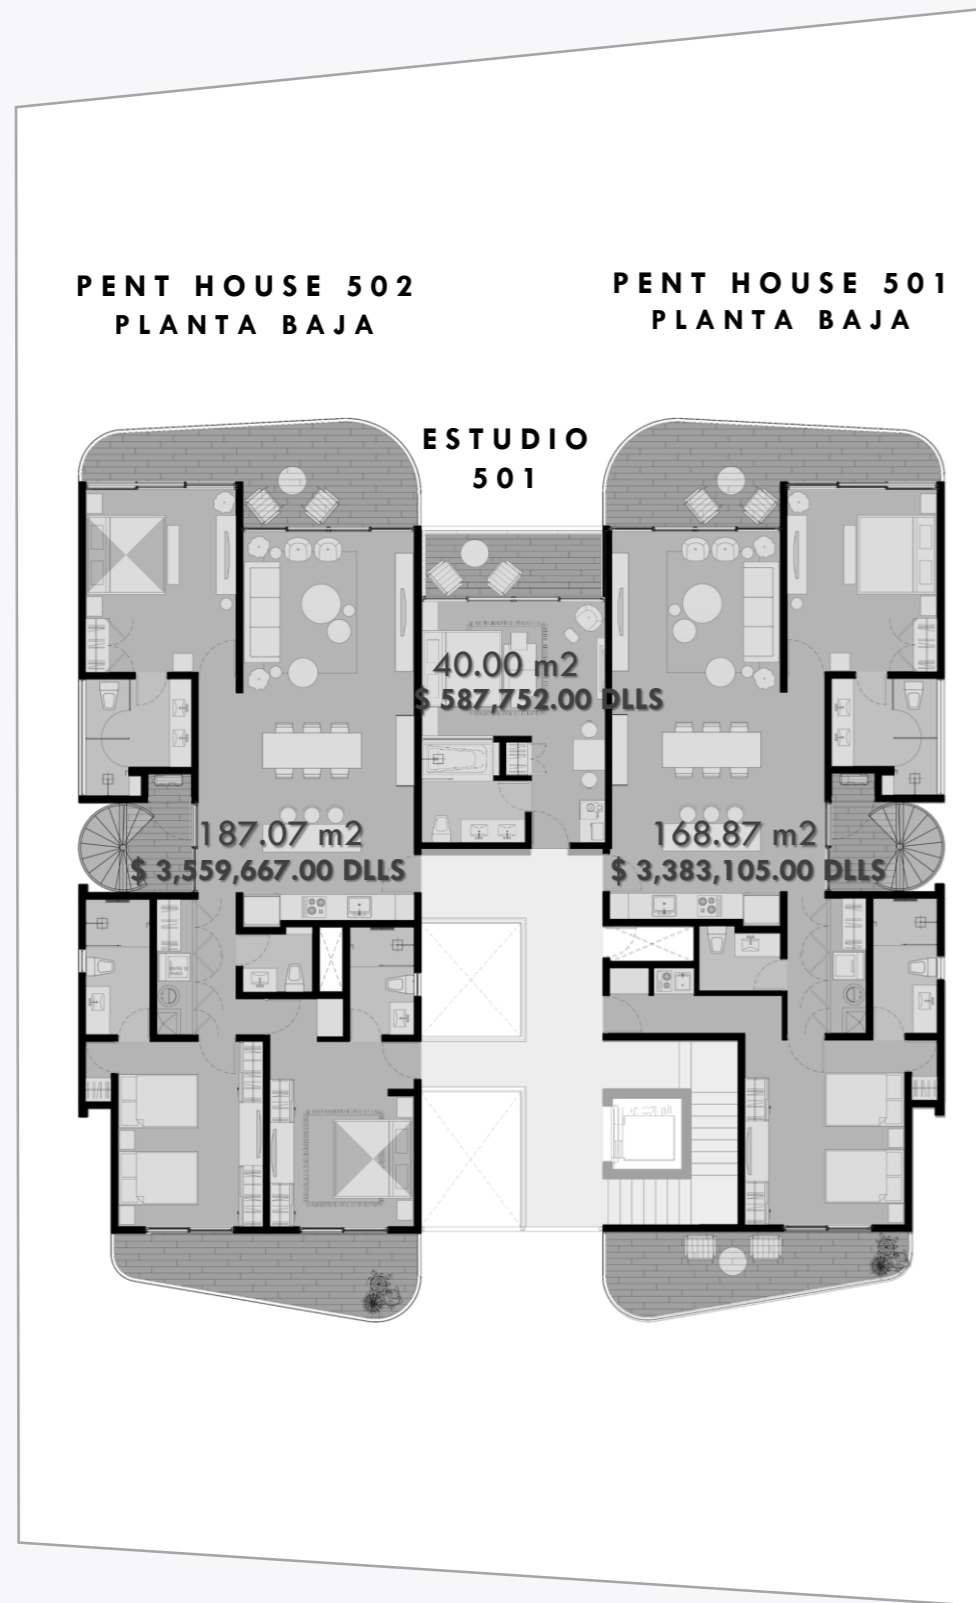 PENT HOUSE 502
PLANTA BAJA
PENT HOUSE 501
PLANTA BAJA
ESTUDIO
501
40.00 m2
$ 587,752.00 DLLS
187.07 m2
$ 3,559,667.00 DLLS
168.87 m2
$ 3,383,105.00 DLLS